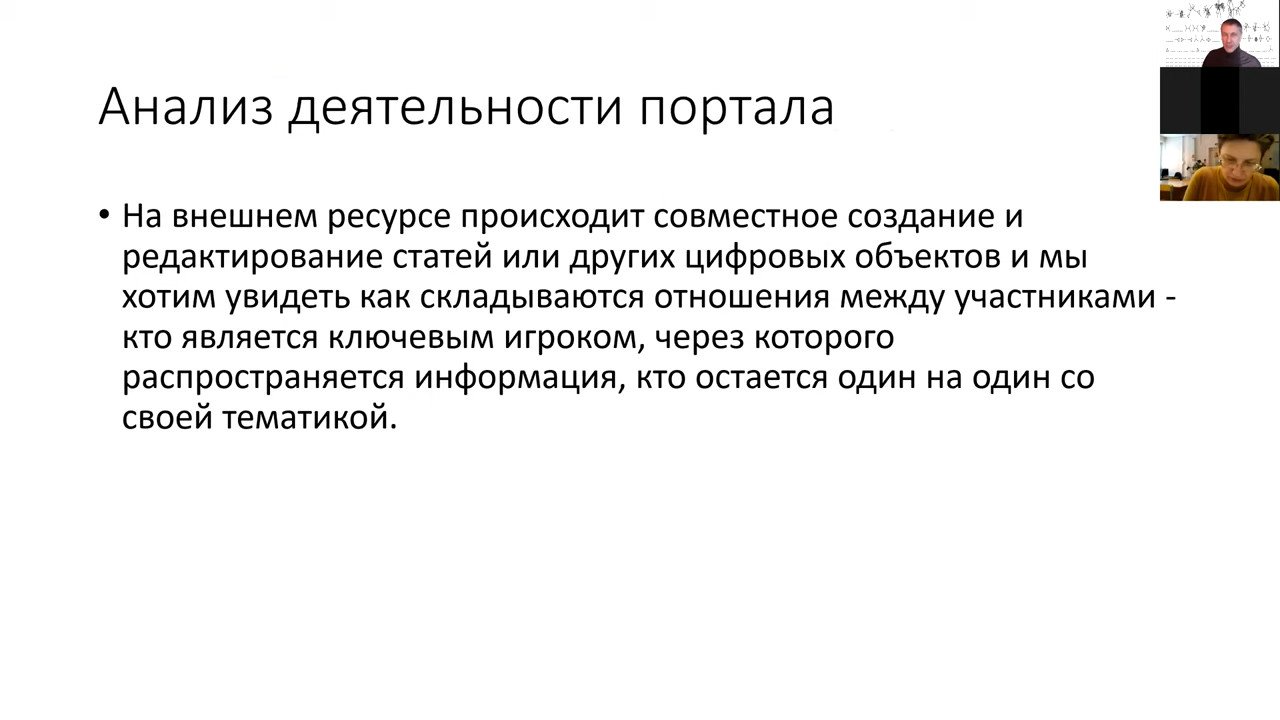 Анализ деятельности портала
• На внешнем ресурсе происходит совместное создание и
редактирование статей или других цифровых объектов и мы
хотим увидеть как складываются отношения между участниками -
кто является ключевым игроком, через которого
распространяется информация, кто остается один на один со
своей тематикой.